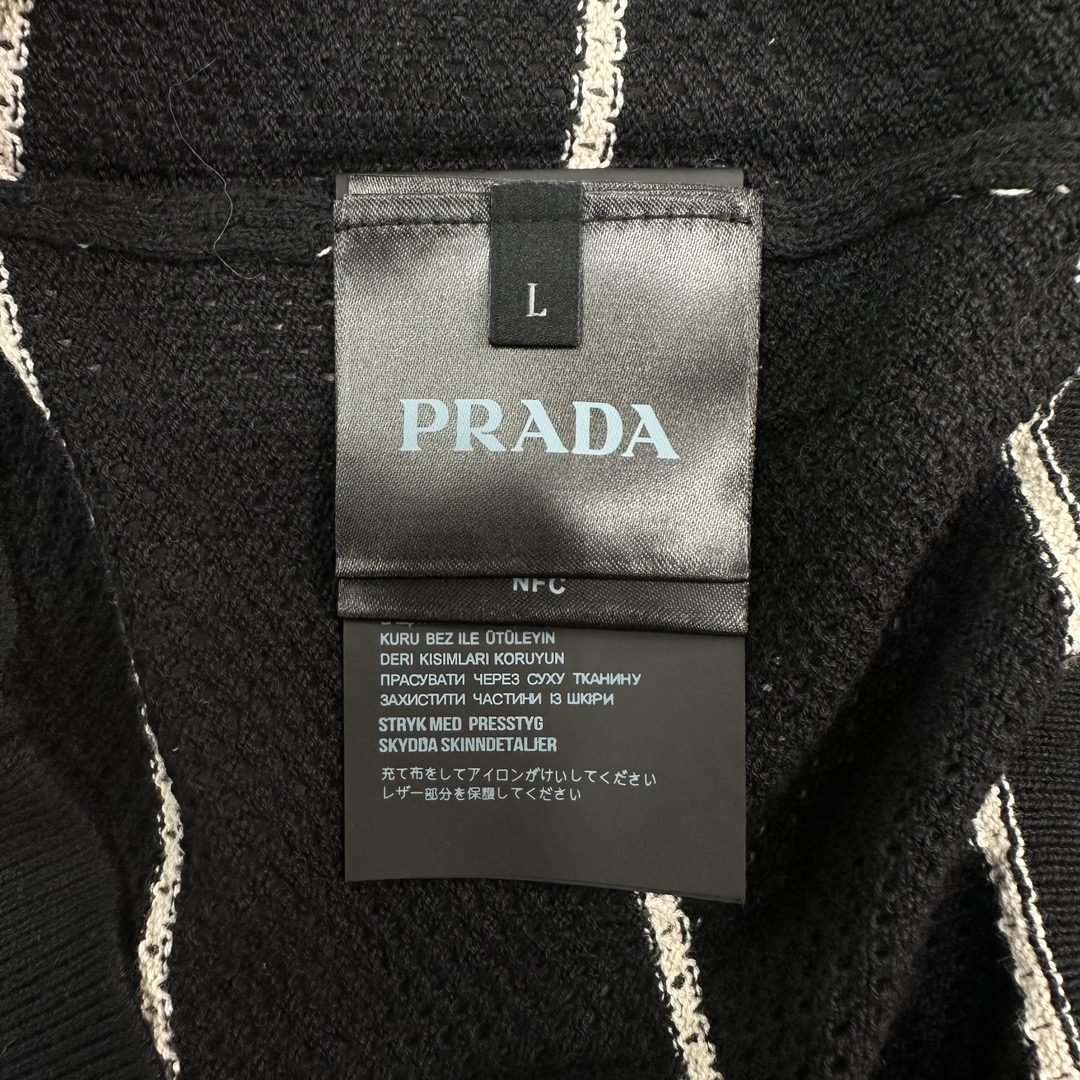 L
PRADA
NFC
KURU BEZ ILE ÜTÜLEYIN
DERI KISIMLARI KORUYUN
ПРАСУВАТИ ЧЕРЕЗ СУХУ ТКАНИНУ
ЗАХИСТИТИ ЧАСТИНИ ІЗ ШКІРИ
STRYK MED PRESSTYG
SKYDDA SKINNDETALJER
充て布をしてアイロンがけいしてください
レザー部分を保護してください